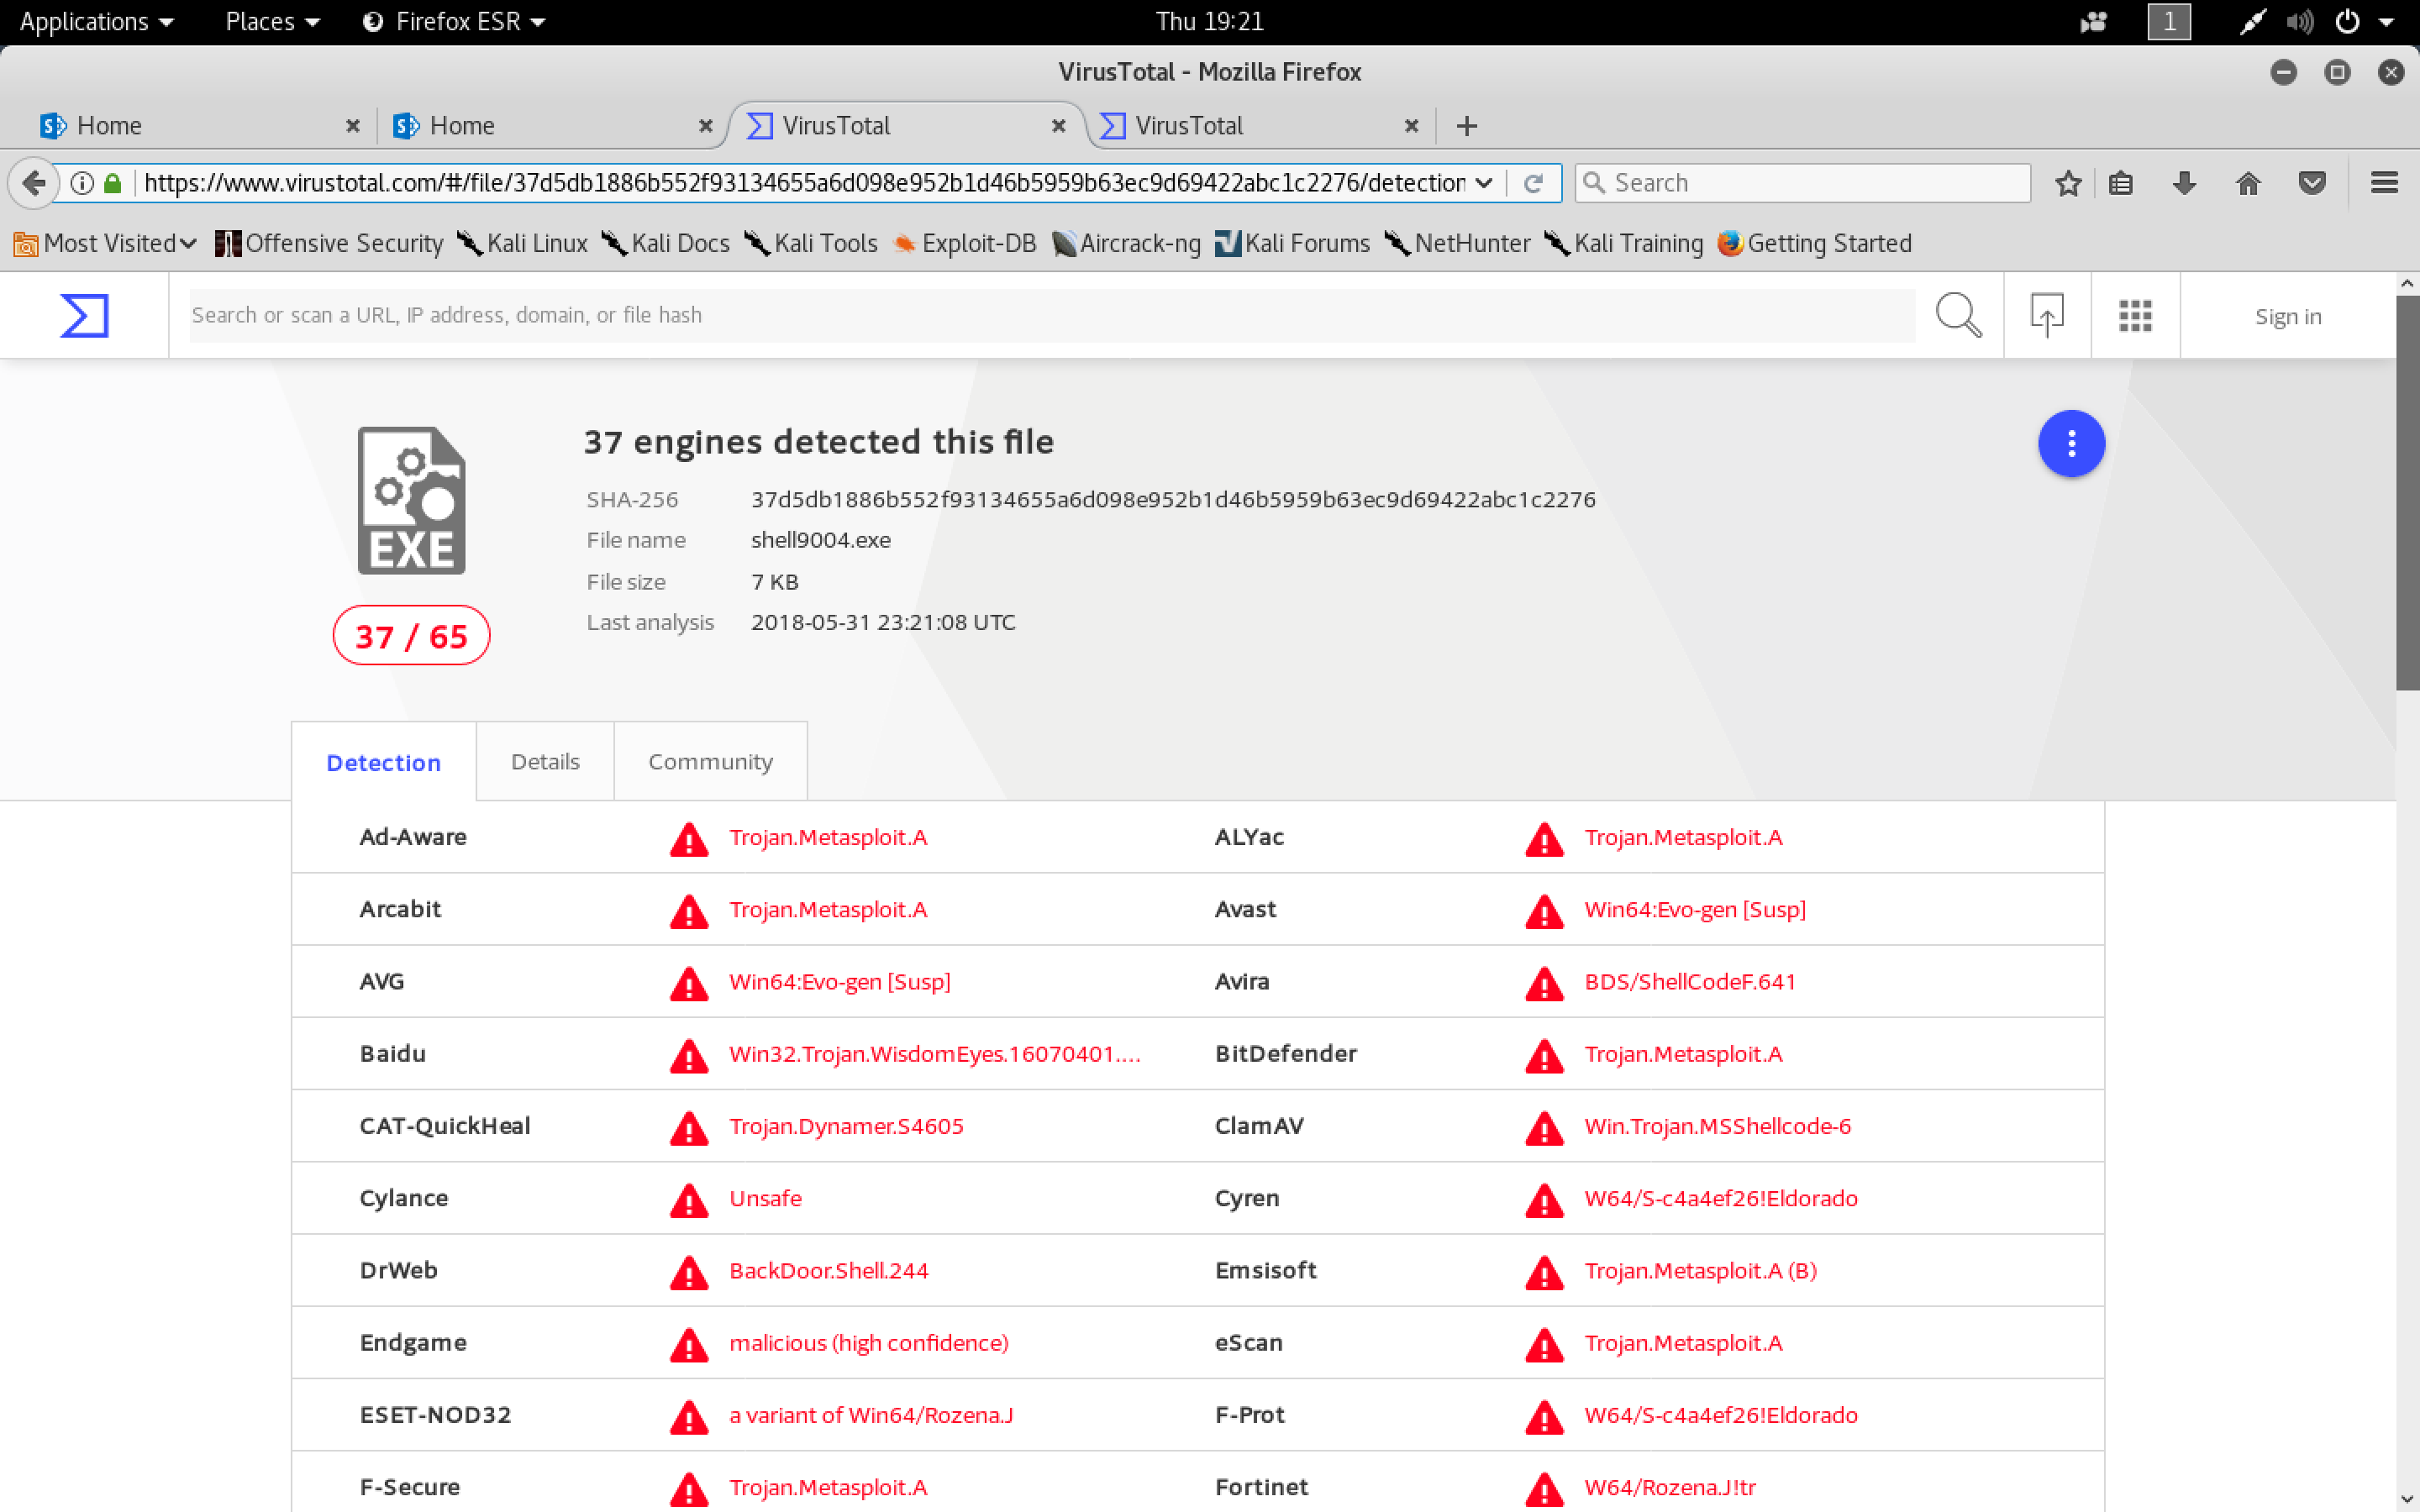 Applications Places Firefox ESR Thu 19:21 1
VirusTotal - Mozilla Firefox
Home Home VirusTotal VirusTotal
https://www.virustotal.com/#/file/37d5db1886b552f93134655a6d098e952b1d46b5959b63ec9d69422abc1c2276/detection Search
Most Visited Offensive Security Kali Linux Kali Docs Kali Tools Exploit-DB Aircrack-ng Kali Forums NetHunter Kali Training Getting Started
Search or scan a URL, IP address, domain, or file hash Sign in
37 engines detected this file
SHA-256 37d5db1886b552f93134655a6d098e952b1d46b5959b63ec9d69422abc1c2276
File name shell9004.exe
EXE
File size 7 KB
Last analysis 2018-05-31 23:21:08 UTC
37 / 65
Detection Details Community
Ad-Aware Trojan.Metasploit.A ALYac Trojan.Metasploit.A
Arcabit Trojan.Metasploit.A Avast Win64:Evo-gen [Susp]
AVG Win64:Evo-gen [Susp] Avira BDS/ShellCodeF.641
Baidu Win32.Trojan.WisdomEyes.16070401.... BitDefender Trojan.Metasploit.A
CAT-QuickHeal Trojan.Dynamer.S4605 ClamAV Win.Trojan.MSShellcode-6
Cylance Unsafe Cyren W64/S-c4a4ef26!Eldorado
DrWeb BackDoor.Shell.244 Emsisoft Trojan.Metasploit.A (B)
Endgame malicious (high confidence) eScan Trojan.Metasploit.A
ESET-NOD32 a variant of Win64/Rozena.J F-Prot W64/S-c4a4ef26!Eldorado
F-Secure Trojan.Metasploit.A Fortinet W64/Rozena.J!tr